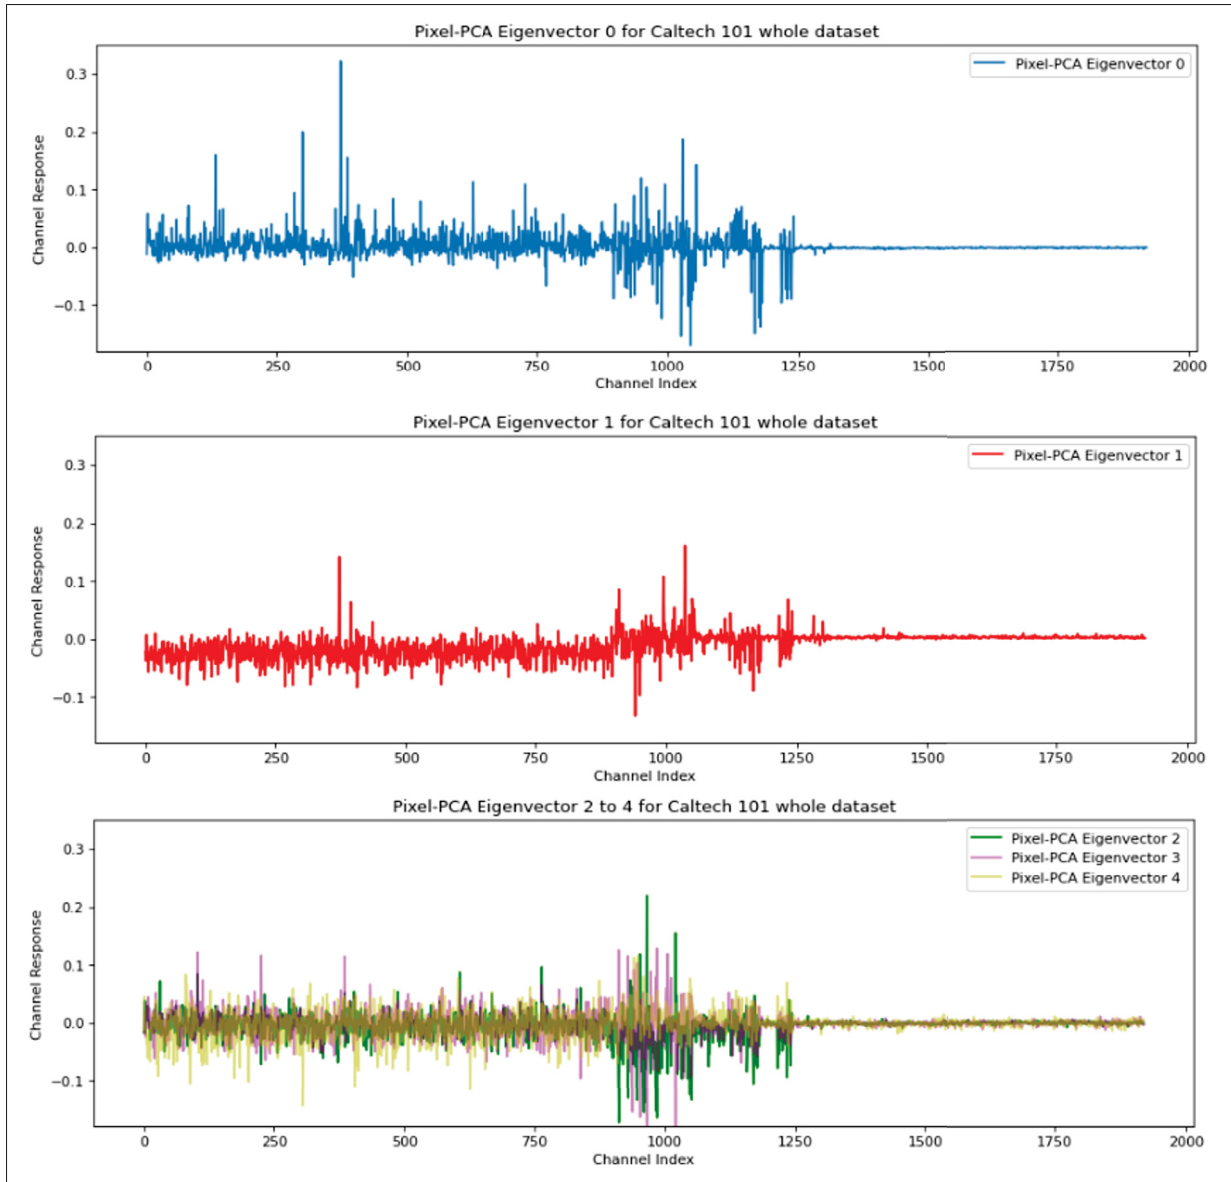 Pixel-PCA Eigenvector 0 for Caltech 101 whole dataset
Pixel-PCA Eigenvector 0
0.3
0.2
0.1
0.0
−0.1
Channel Response
0 250 500 750 1000 1250 1500 1750 2000
Channel Index
Pixel-PCA Eigenvector 1 for Caltech 101 whole dataset
Pixel-PCA Eigenvector 1
0.3
0.2
0.1
0.0
−0.1
Channel Response
0 250 500 750 1000 1250 1500 1750 2000
Channel Index
Pixel-PCA Eigenvector 2 to 4 for Caltech 101 whole dataset
Pixel-PCA Eigenvector 2
Pixel-PCA Eigenvector 3
Pixel-PCA Eigenvector 4
0.3
0.2
0.1
0.0
−0.1
Channel Response
0 250 500 750 1000 1250 1500 1750 2000
Channel Index